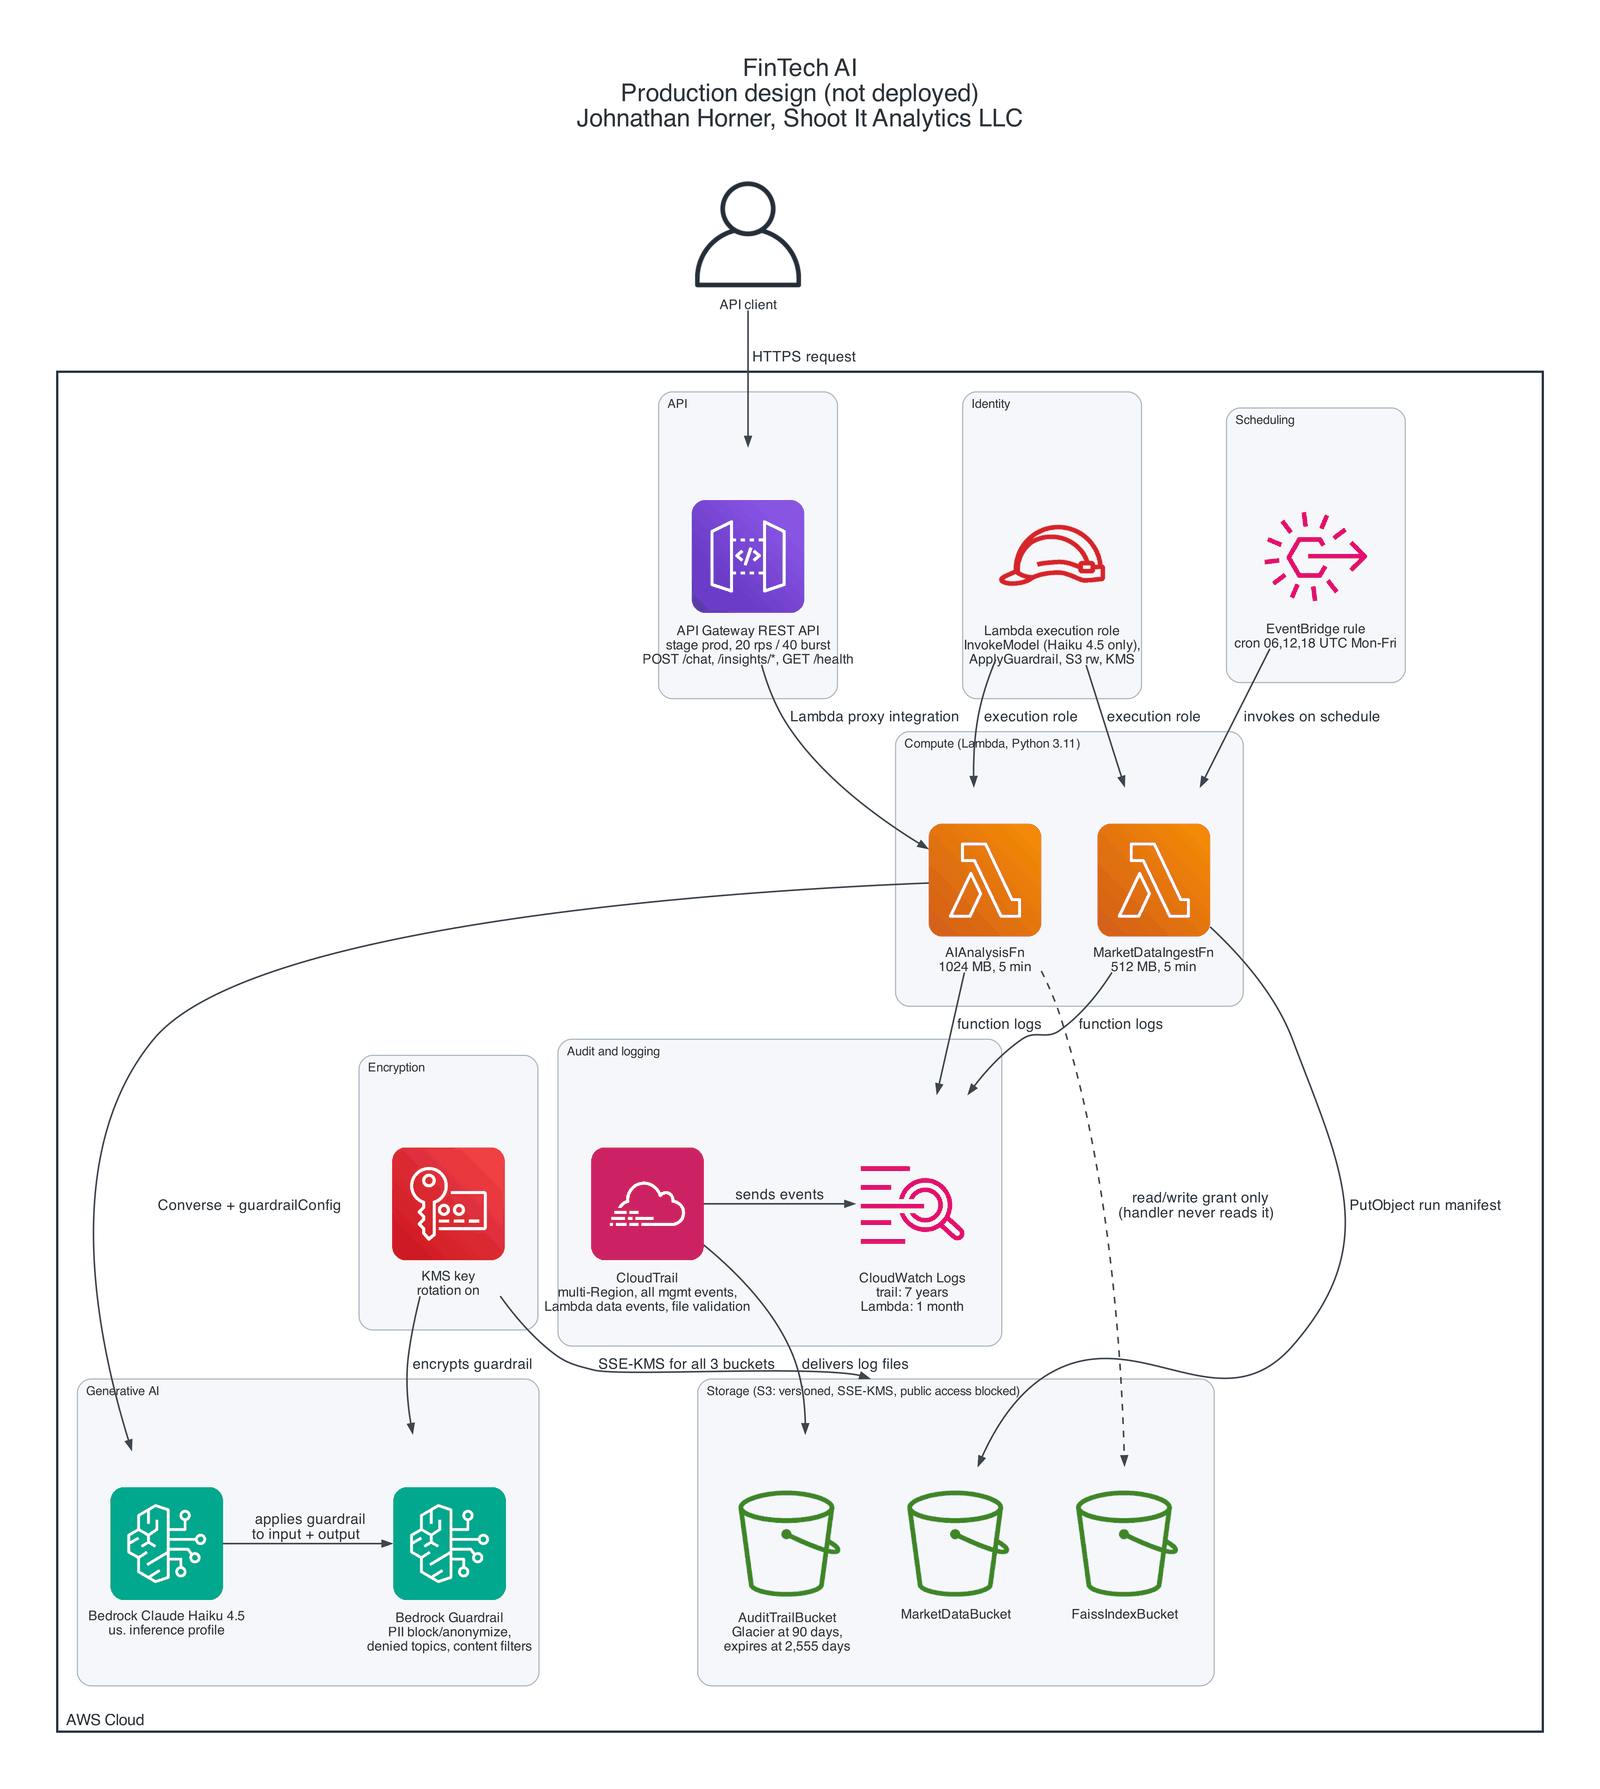 FinTech AI
Production design (not deployed)
Johnathan Horner, Shoot It Analytics LLC
API client
HTTPS request
API
Identity
Scheduling
API Gateway REST API
stage prod, 20 rps / 40 burst
POST /chat, /insights/*, GET /health
Lambda execution role
InvokeModel (Haiku 4.5 only),
ApplyGuardrail, S3 rw, KMS
EventBridge rule
cron 06,12,18 UTC Mon-Fri
Lambda proxy integration
execution role
execution role
invokes on schedule
Compute (Lambda, Python 3.11)
AIAnalysisFn
1024 MB, 5 min
MarketDataIngestFn
512 MB, 5 min
function logs
function logs
Audit and logging
Encryption
Converse + guardrailConfig
sends events
read/write grant only
(handler never reads it)
PutObject run manifest
KMS key
rotation on
CloudTrail
multi-Region, all mgmt events,
Lambda data events, file validation
CloudWatch Logs
trail: 7 years
Lambda: 1 month
encrypts guardrail
SSE-KMS for all 3 buckets
delivers log files
Generative AI
Storage (S3: versioned, SSE-KMS, public access blocked)
applies guardrail
to input + output
Bedrock Claude Haiku 4.5
us. inference profile
Bedrock Guardrail
PII block/anonymize,
denied topics, content filters
AuditTrailBucket
Glacier at 90 days,
expires at 2,555 days
MarketDataBucket
FaissIndexBucket
AWS Cloud